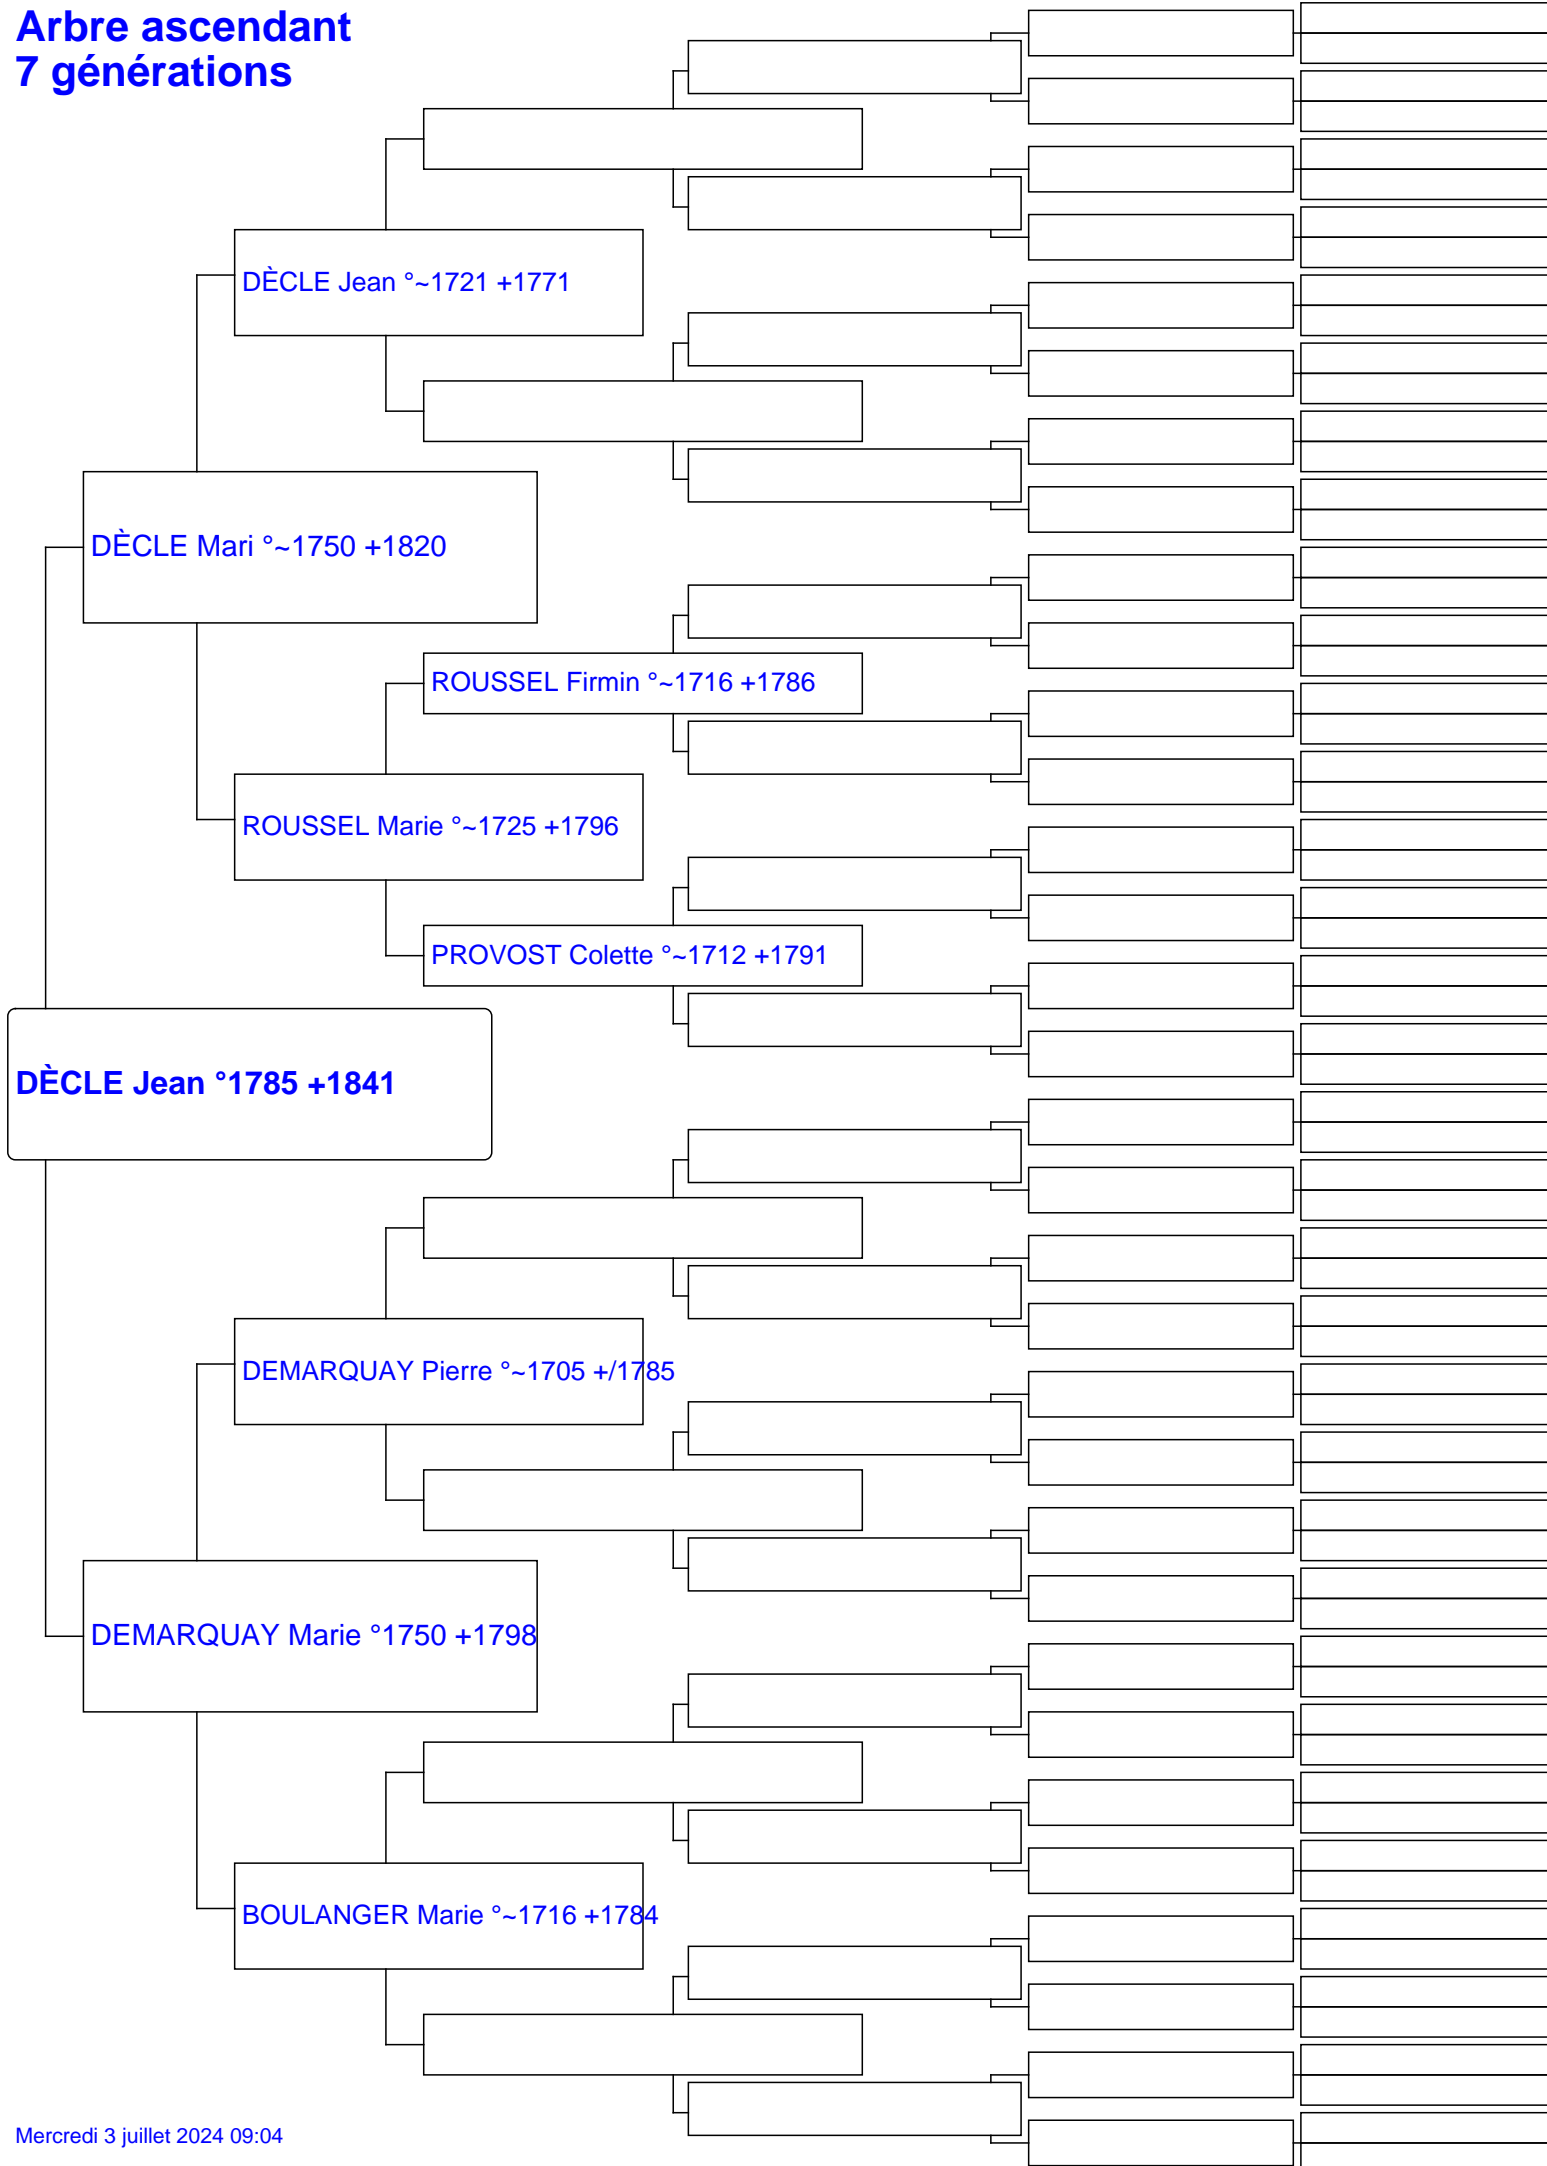 Arbre ascendant
7 générations
DÈCLE Jean °~1721 +1771
DÈCLE Mari °~1750 +1820
ROUSSEL Firmin °~1716 +1786
ROUSSEL Marie °~1725 +1796
PROVOST Colette °~1712 +1791
DÈCLE Jean °1785 +1841
DEMARQUAY Pierre °~1705 +/1785
DEMARQUAY Marie °1750 +1798
BOULANGER Marie °~1716 +1784
Mercredi 3 juillet 2024 09:04